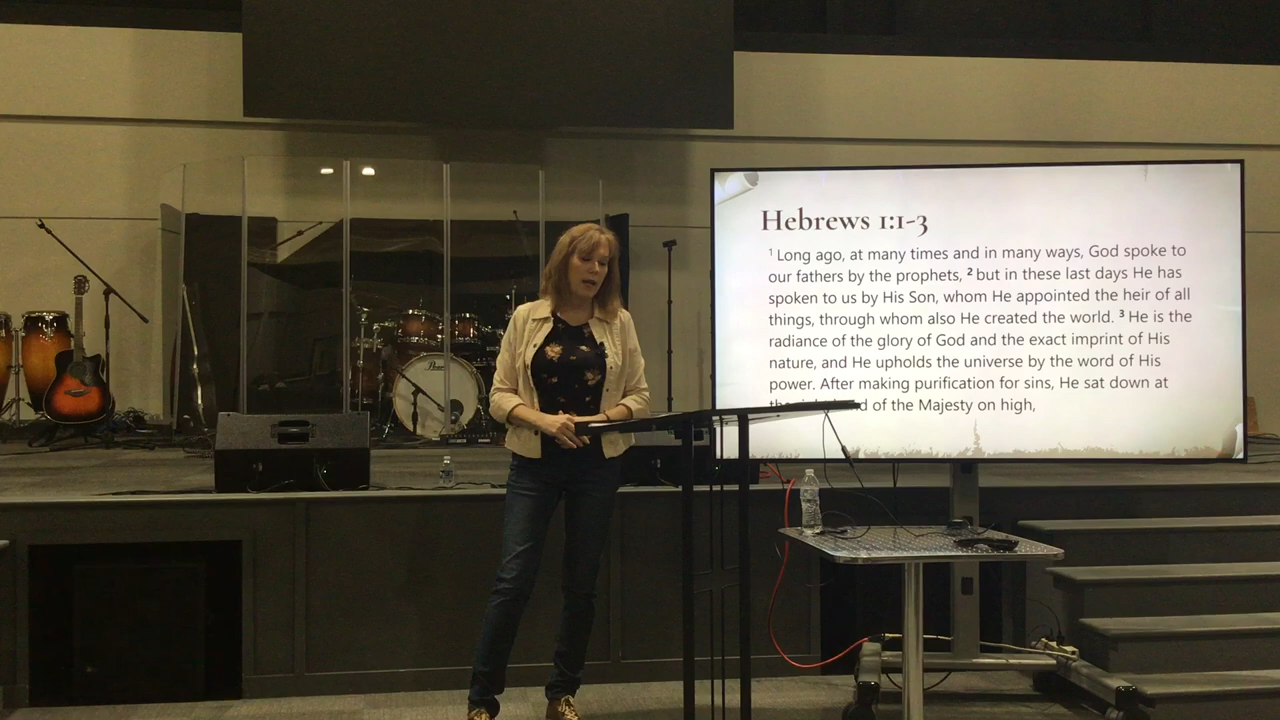 Hebrews 1:1-3
1 Long ago, at many times and in many ways, God spoke to
our fathers by the prophets, 2 but in these last days He has
spoken to us by His Son, whom He appointed the heir of all
things, through whom also He created the world. 3 He is the
radiance of the glory of God and the exact imprint of His
nature, and He upholds the universe by the word of His
power. After making purification for sins, He sat down at
of the Majesty on high,